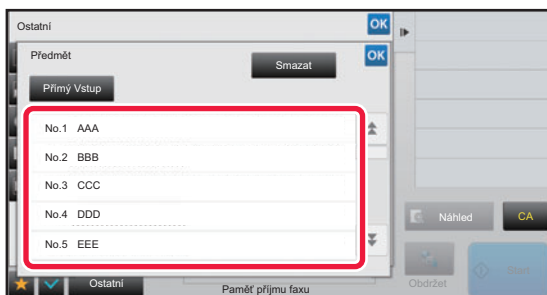 Ostatní
OK
Předmět
Smazat
OK
Přímý Vstup
No.1 AAA
No.2 BBB
No.3 CCC
No.4 DDD
No.5 EEE
Náhled
CA
Ostatní
Paměť příjmu faxu
Obdržet
Start